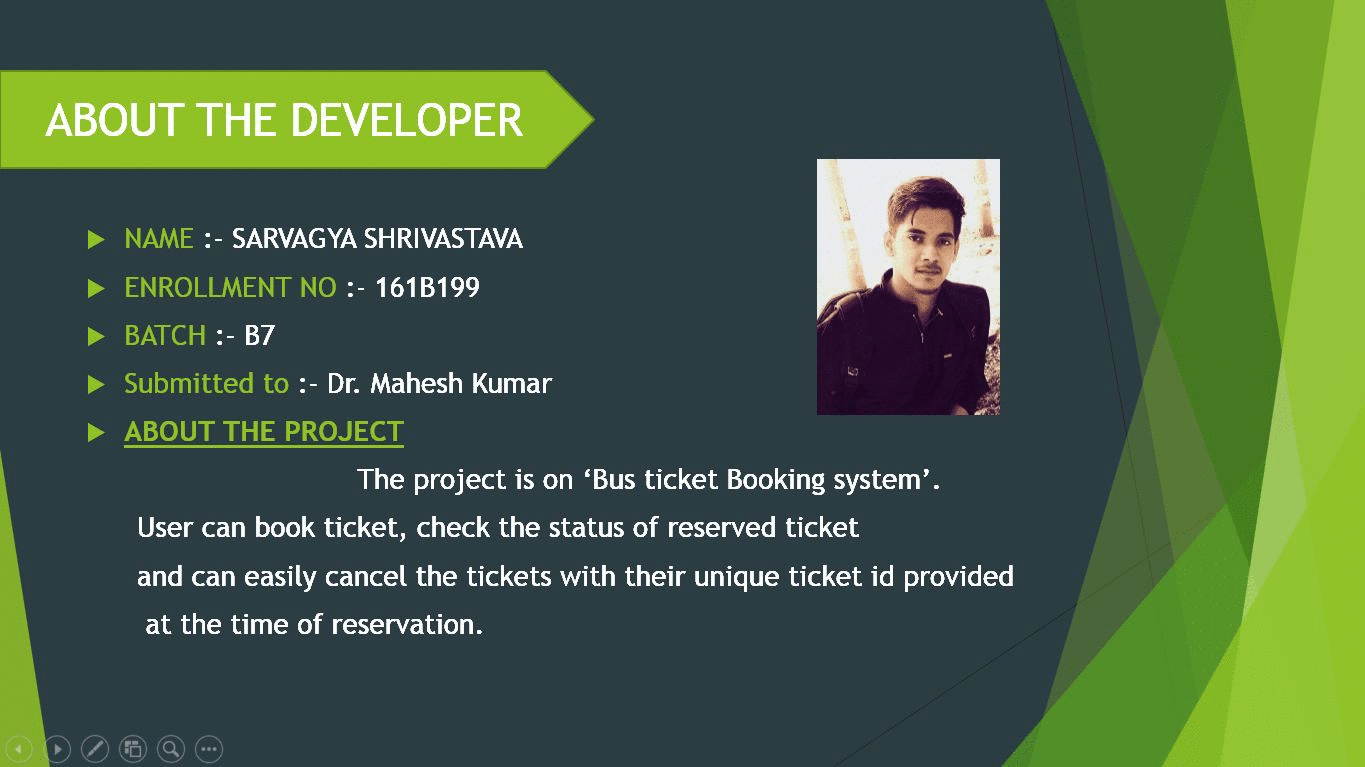 ABOUT THE DEVELOPER
NAME :- SARVAGYA SHRIVASTAVA
ENROLLMENT NO :- 161B199
BATCH :- B7
Submitted to :- Dr. Mahesh Kumar
ABOUT THE PROJECT
The project is on ‘Bus ticket Booking system’.
User can book ticket, check the status of reserved ticket
and can easily cancel the tickets with their unique ticket id provided
at the time of reservation.